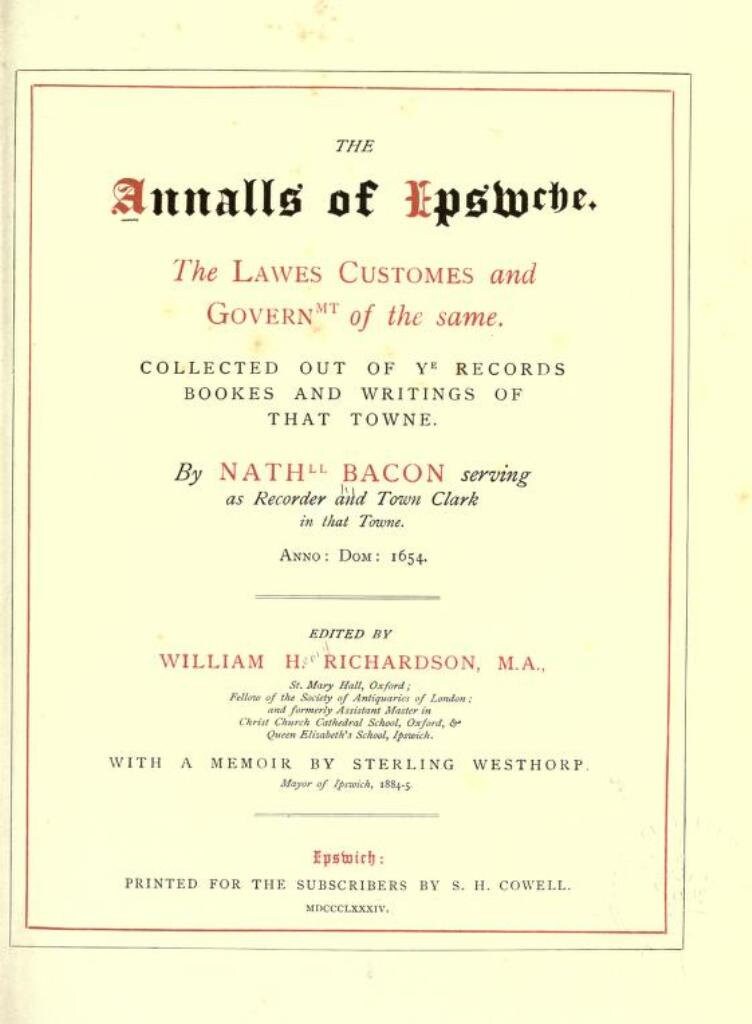 THE
Annalls of Ipswche.
The LAWES CUSTOMES and
GOVERNMT of the same.
COLLECTED OUT OF YE RECORDS
BOOKES AND WRITINGS OF
THAT TOWNE.
By NATHLL BACON serving
as Recorder and Town Clark
in that Towne.
ANNO: DOM: 1654.
EDITED BY
WILLIAM H. RICHARDSON, M.A.,
St. Mary Hall, Oxford;
Fellow of the Society of Antiquaries of London;
and formerly Assistant Master in
Christ Church Cathedral School, Oxford, &
Queen Elizabeth's School, Ipswich.
WITH A MEMOIR BY STERLING WESTHORP.
Mayor of Ipswich, 1884-5.
Ipswich:
PRINTED FOR THE SUBSCRIBERS BY S. H. COWELL.
MDCCCLXXXIV.